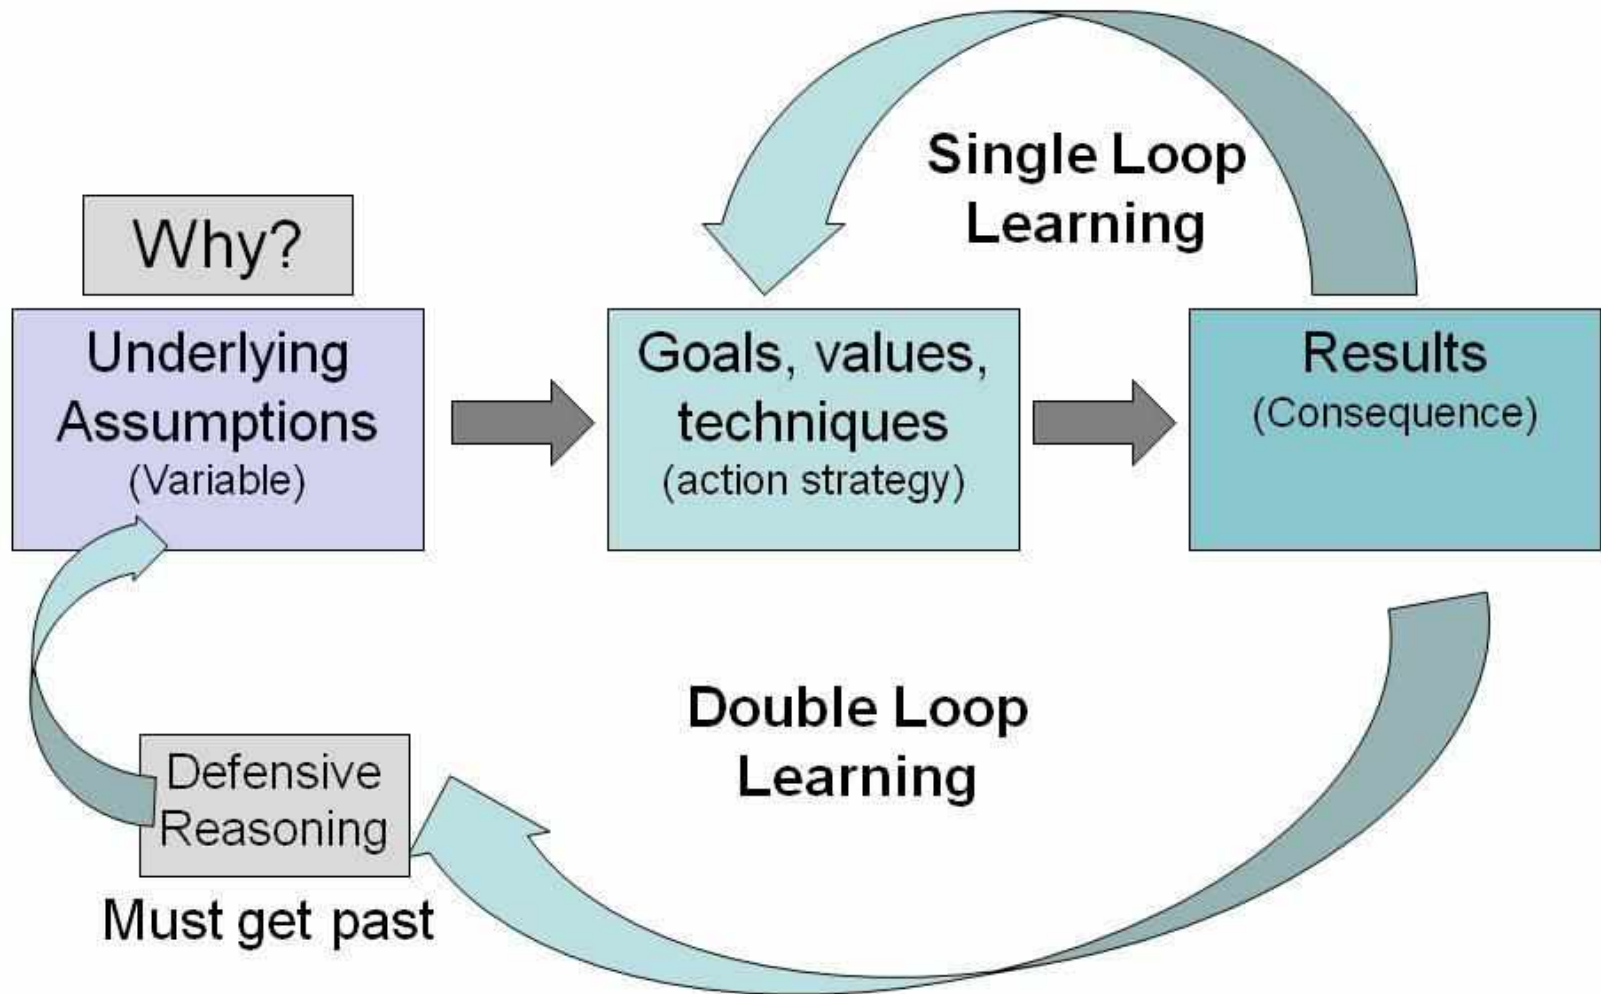 Single Loop
Learning
Why?
Underlying
Assumptions
(Variable)
Goals, values,
techniques
(action strategy)
Results
(Consequence)
Double Loop
Learning
Defensive
Reasoning
Must get past